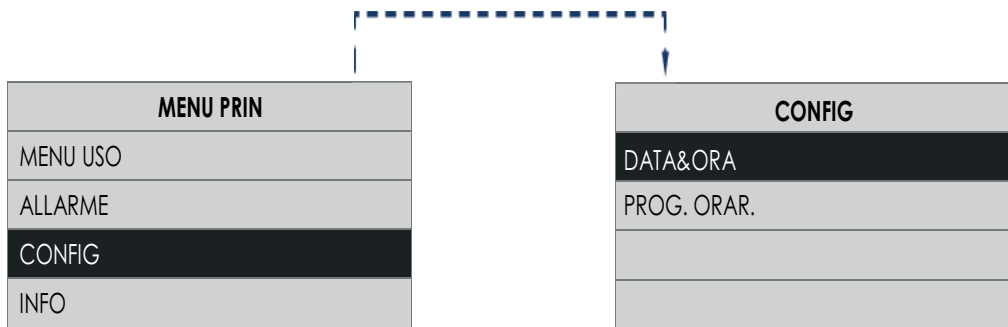 MENU PRIN
MENU USO
ALLARME
CONFIG
INFO
CONFIG
DATA&ORA
PROG. ORAR.